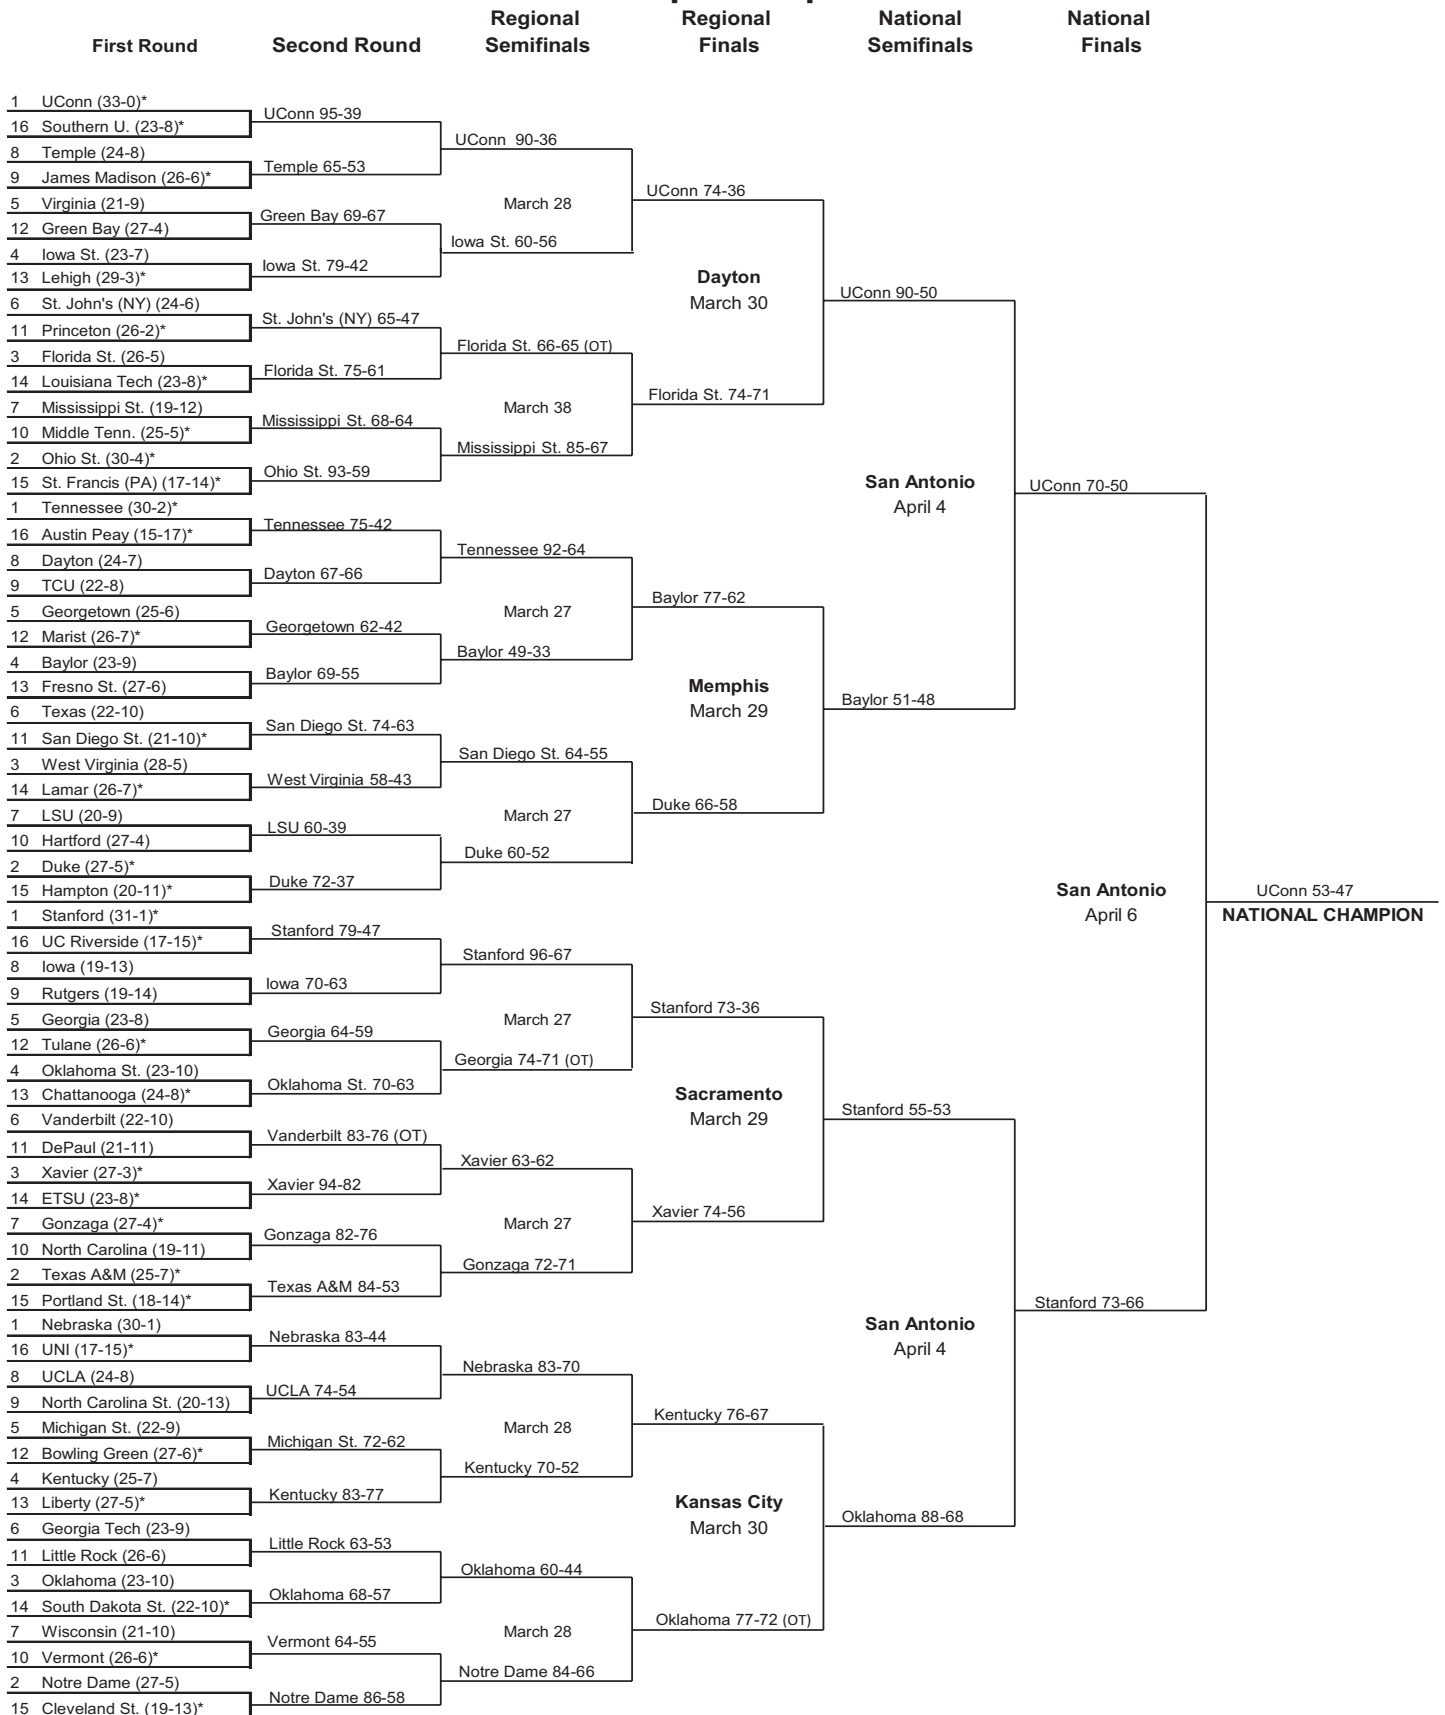 Regional Semifinals
Regional Finals
National Semifinals
National Finals
First Round
Second Round
1 UConn (33-0)*
16 Southern U. (23-8)*
8 Temple (24-8)
9 James Madison (26-6)*
5 Virginia (21-9)
12 Green Bay (27-4)
4 Iowa St. (23-7)
13 Lehigh (29-3)*
6 St. John's (NY) (24-6)
11 Princeton (26-2)*
3 Florida St. (26-5)
14 Louisiana Tech (23-8)*
7 Mississippi St. (19-12)
10 Middle Tenn. (25-5)*
2 Ohio St. (30-4)*
15 St. Francis (PA) (17-14)*
1 Tennessee (30-2)*
16 Austin Peay (15-17)*
8 Dayton (24-7)
9 TCU (22-8)
5 Georgetown (25-6)
12 Marist (26-7)*
4 Baylor (23-9)
13 Fresno St. (27-6)
6 Texas (22-10)
11 San Diego St. (21-10)*
3 West Virginia (28-5)
14 Lamar (26-7)*
7 LSU (20-9)
10 Hartford (27-4)
2 Duke (27-5)*
15 Hampton (20-11)*
1 Stanford (31-1)*
16 UC Riverside (17-15)*
8 Iowa (19-13)
9 Rutgers (19-14)
5 Georgia (23-8)
12 Tulane (26-6)*
4 Oklahoma St. (23-10)
13 Chattanooga (24-8)*
6 Vanderbilt (22-10)
11 DePaul (21-11)
3 Xavier (27-3)*
14 ETSU (23-8)*
7 Gonzaga (27-4)*
10 North Carolina (19-11)
2 Texas A&M (25-7)*
15 Portland St. (18-14)*
1 Nebraska (30-1)
16 UNI (17-15)*
8 UCLA (24-8)
9 North Carolina St. (20-13)
5 Michigan St. (22-9)
12 Bowling Green (27-6)*
4 Kentucky (25-7)
13 Liberty (27-5)*
6 Georgia Tech (23-9)
11 Little Rock (26-6)
3 Oklahoma (23-10)
14 South Dakota St. (22-10)*
7 Wisconsin (21-10)
10 Vermont (26-6)*
2 Notre Dame (27-5)
15 Cleveland St. (19-13)*
UConn 95-39
Temple 65-53
Green Bay 69-67
Iowa St. 79-42
St. John's (NY) 65-47
Florida St. 75-61
Mississippi St. 68-64
Ohio St. 93-59
Tennessee 75-42
Dayton 67-66
Georgetown 62-42
Baylor 69-55
San Diego St. 74-63
West Virginia 58-43
LSU 60-39
Duke 72-37
Stanford 79-47
Iowa 70-63
Georgia 64-59
Oklahoma St. 70-63
Vanderbilt 83-76 (OT)
Xavier 94-82
Gonzaga 82-76
Texas A&M 84-53
Nebraska 83-44
UCLA 74-54
Michigan St. 72-62
Kentucky 83-77
Little Rock 63-53
Oklahoma 68-57
Vermont 64-55
Notre Dame 86-58
UConn 90-36
March 28
Iowa St. 60-56
Florida St. 66-65 (OT)
March 38
Mississippi St. 85-67
Tennessee 92-64
March 27
Baylor 49-33
San Diego St. 64-55
March 27
Duke 60-52
Stanford 96-67
March 27
Georgia 74-71 (OT)
Xavier 63-62
March 27
Gonzaga 72-71
Nebraska 83-70
March 28
Kentucky 70-52
Oklahoma 60-44
March 28
Notre Dame 84-66
UConn 74-36
Dayton
March 30
Florida St. 74-71
Baylor 77-62
Memphis
March 29
Duke 66-58
Stanford 73-36
Sacramento
March 29
Xavier 74-56
Kentucky 76-67
Kansas City
March 30
Oklahoma 77-72 (OT)
UConn 90-50
San Antonio
April 4
Baylor 51-48
Stanford 55-53
San Antonio
April 4
Oklahoma 88-68
UConn 70-50
San Antonio
April 6
Stanford 73-66
UConn 53-47
NATIONAL CHAMPION